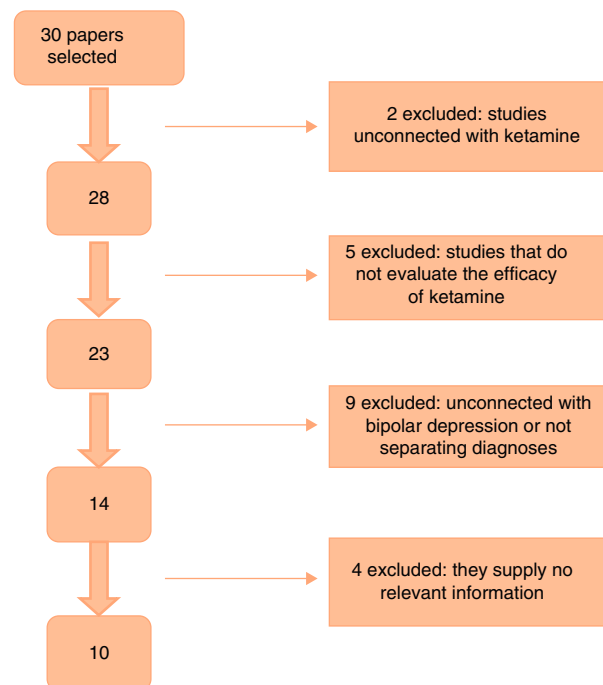 30 papers
selected
2 excluded: studies
unconnected with ketamine
28
5 excluded: studies that do
not evaluate the efficacy
of ketamine
23
9 excluded: unconnected with
bipolar depression or not
separating diagnoses
14
4 excluded: they supply no
relevant information
10